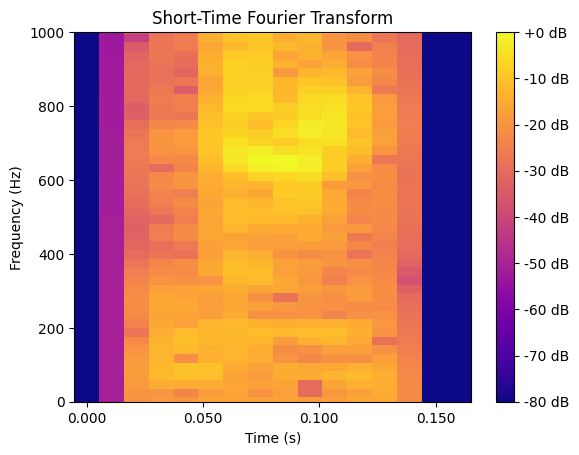 Short-Time Fourier Transform
1000
800
600
400
200
0
Frequency (Hz)
0.000
0.050
0.100
0.150
Time (s)
+0 dB
-10 dB
-20 dB
-30 dB
-40 dB
-50 dB
-60 dB
-70 dB
-80 dB